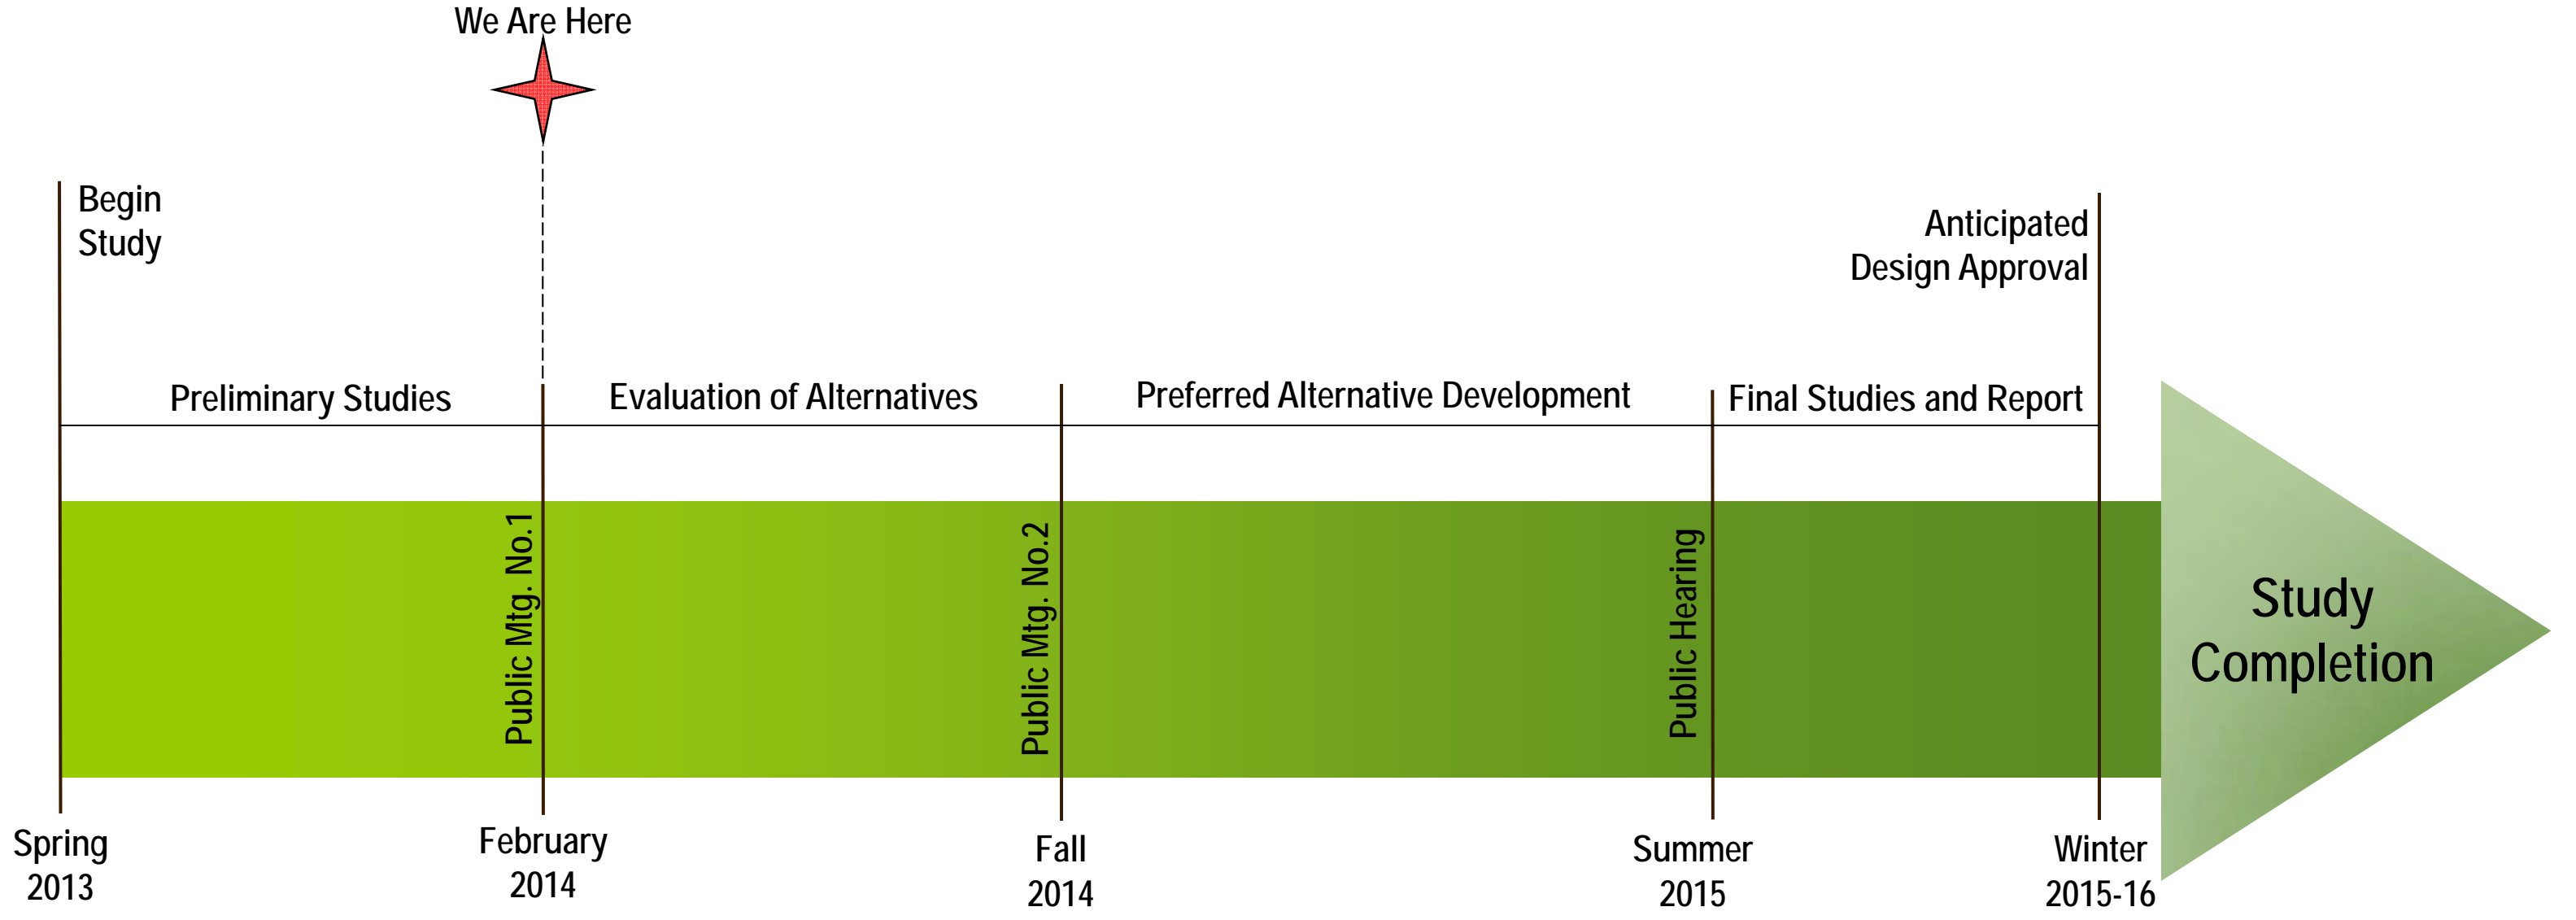 We Are Here
Begin
Study
Anticipated
Design Approval
Preliminary Studies
Evaluation of Alternatives
Preferred Alternative Development
Final Studies and Report
Public Mtg. No.1
Public Mtg. No.2
Public Hearing
Study
Completion
Spring
2013
February
2014
Fall
2014
Summer
2015
Winter
2015-16